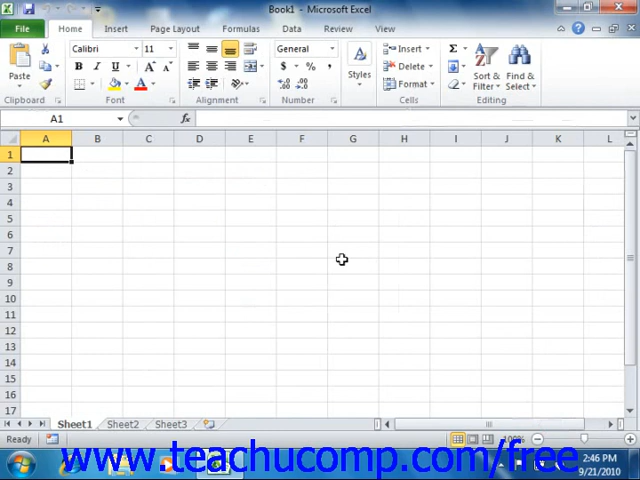 Book1 - Microsoft Excel
File Home Insert Page Layout Formulas Data Review View
Calibri 11 General Insert Σ
Paste Styles Delete Sort & Filter Find & Select
B I U A $ % , Format
Clipboard Font Alignment Number Cells Editing
A1 fx
A B C D E F G H I J K L
1
2
3
4
5
6
7
8
9
10
11
12
13
14
15
16
17
Sheet1 Sheet2 Sheet3
Ready 100%
www.teachucomp.com/free
2:46 PM
9/21/2010